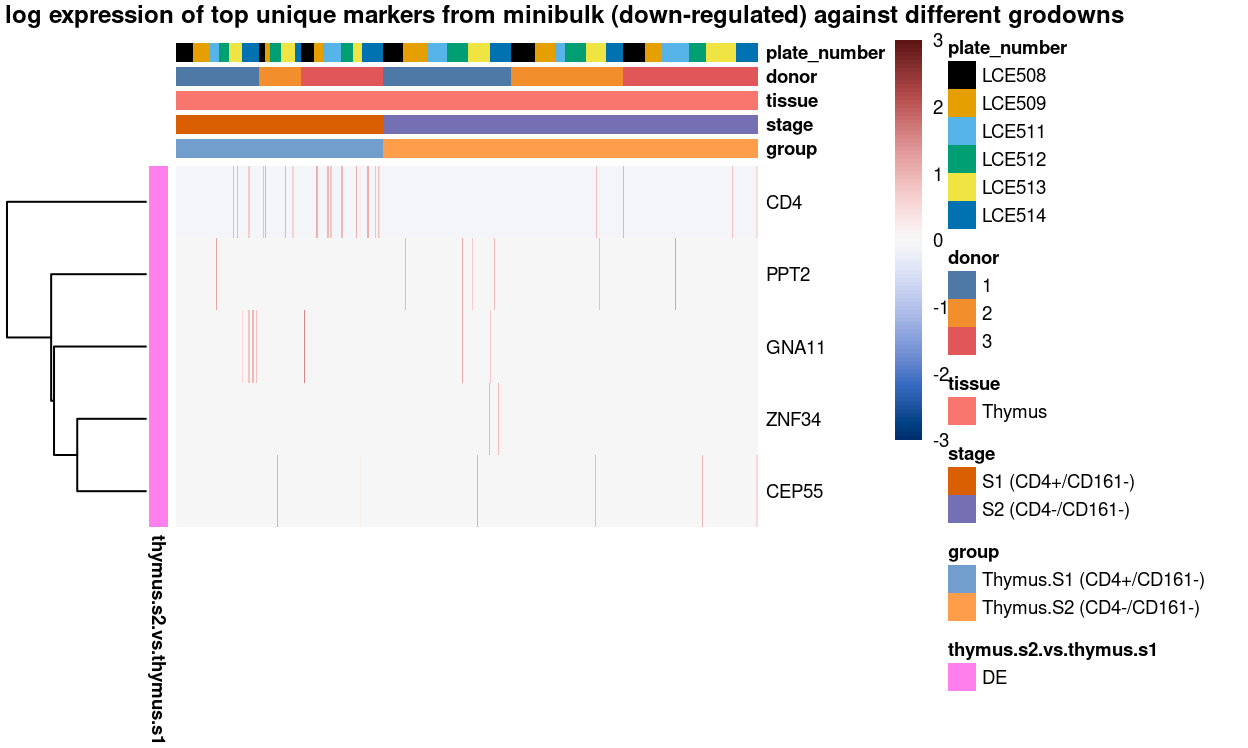 log expression of top unique markers from minibulk (down-regulated) against different grodowns
plate_number
donor
tissue
stage
group
CD4
PPT2
GNA11
ZNF34
CEP55
thymus.s2.vs.thymus.s1
3
2
1
0
-1
-2
-3
plate_number
LCE508
LCE509
LCE511
LCE512
LCE513
LCE514
donor
1
2
3
tissue
Thymus
stage
S1 (CD4+/CD161-)
S2 (CD4-/CD161-)
group
Thymus.S1 (CD4+/CD161-)
Thymus.S2 (CD4-/CD161-)
thymus.s2.vs.thymus.s1
DE